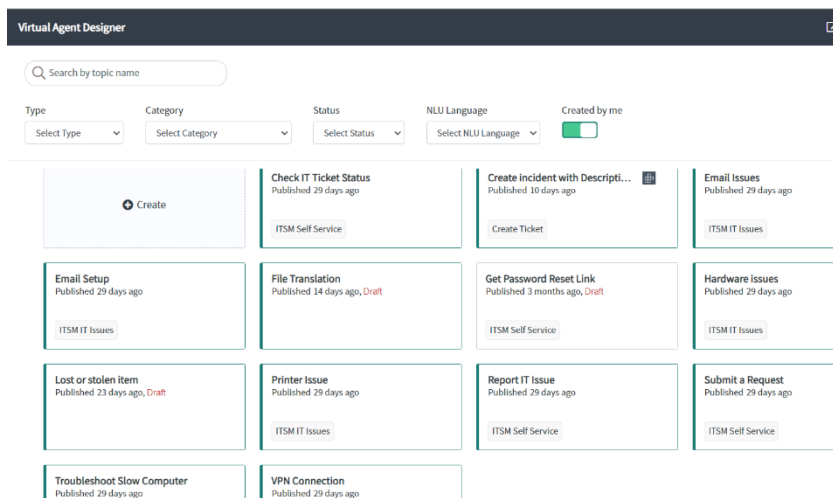 Virtual Agent Designer
Search by topic name
Type Category Status NLU Language Created by me
Select Type Select Category Select Status Select NLU Language
Create
Check IT Ticket Status
Published 29 days ago
ITSM Self Service
Create incident with Descripti...
Published 10 days ago
Create Ticket
Email Issues
Published 29 days ago
ITSM IT Issues
Email Setup
Published 29 days ago
ITSM IT Issues
File Translation
Published 14 days ago, Draft
Get Password Reset Link
Published 3 months ago, Draft
ITSM Self Service
Hardware issues
Published 29 days ago
ITSM IT Issues
Lost or stolen item
Published 23 days ago, Draft
Printer Issue
Published 29 days ago
ITSM IT Issues
Report IT Issue
Published 29 days ago
ITSM Self Service
Submit a Request
Published 29 days ago
ITSM Self Service
Troubleshoot Slow Computer
Published 29 days ago
VPN Connection
Published 29 days ago